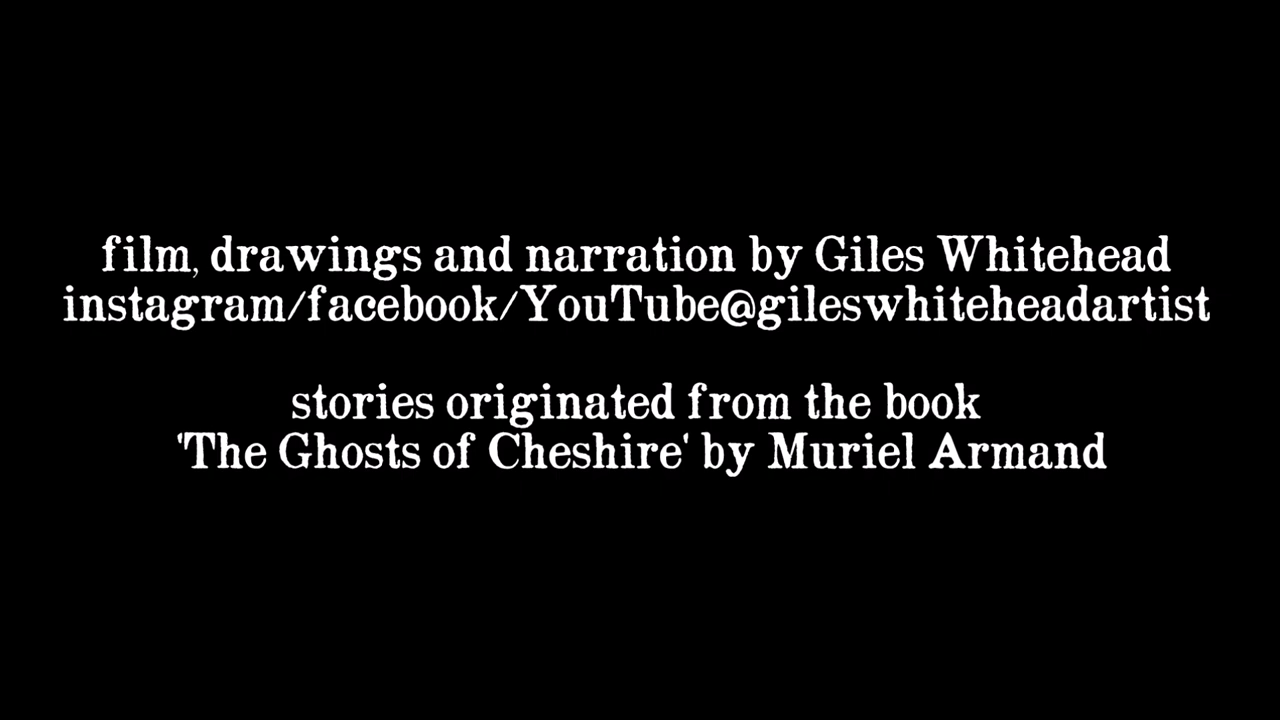 film, drawings and narration by Giles Whitehead
instagram/facebook/YouTube@gileswhiteheadartist
stories originated from the book
'The Ghosts of Cheshire' by Muriel Armand